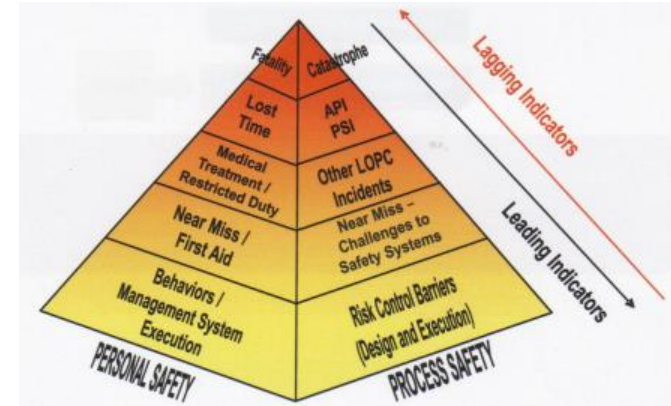 Fatality
Catastrophe
Lost
Time
API
PSI
Medical
Treatment /
Restricted Duty
Other LOPC
Incidents
Near Miss /
First Aid
Near Miss –
Challenges to
Safety Systems
Behaviors /
Management System
Execution
Risk Control Barriers
(Design and Execution)
PERSONAL SAFETY
PROCESS SAFETY
Lagging Indicators
Leading Indicators